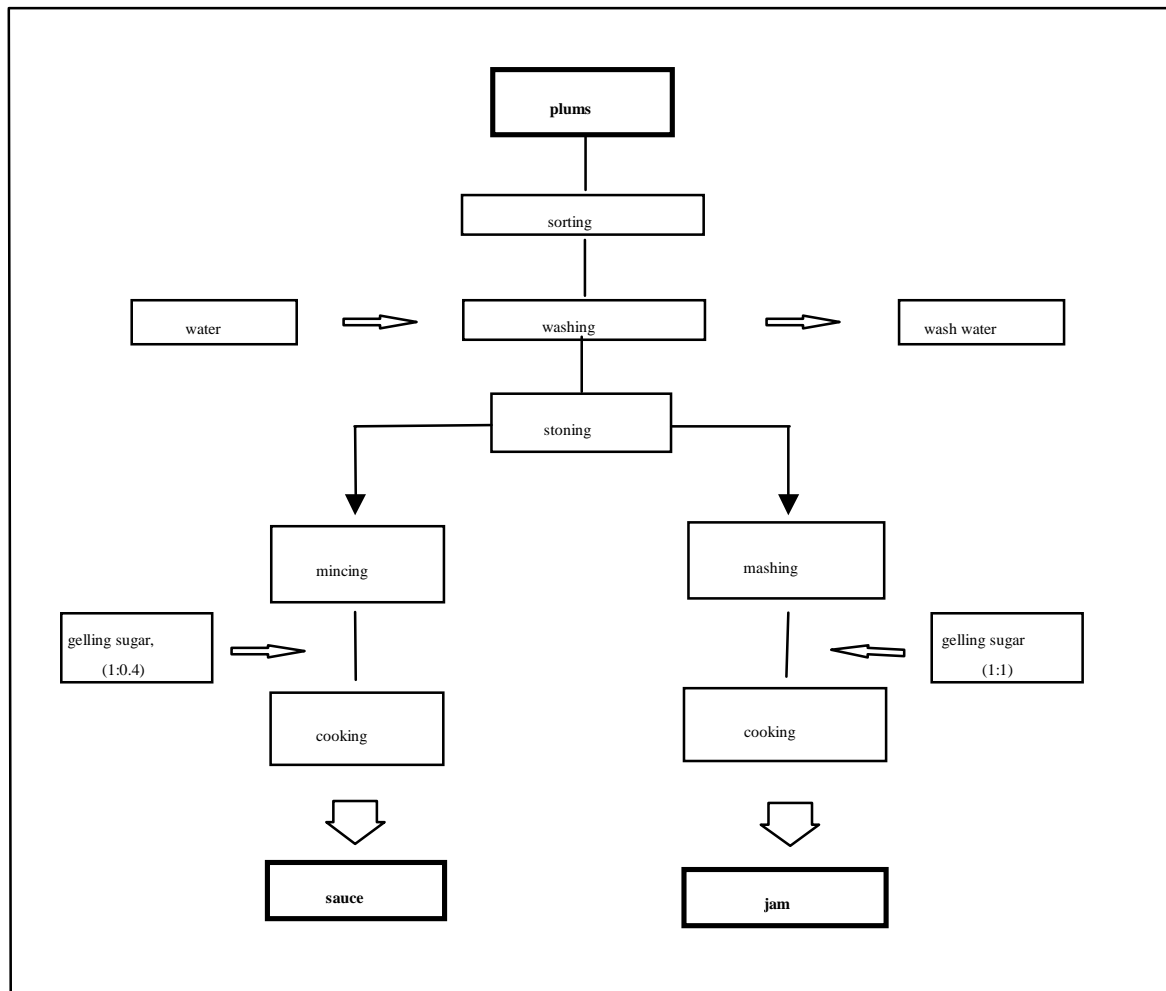 plums
sorting
water
washing
wash water
stoning
mincing
mashing
gelling sugar,
(1:0.4)
gelling sugar
(1:1)
cooking
cooking
sauce
jam